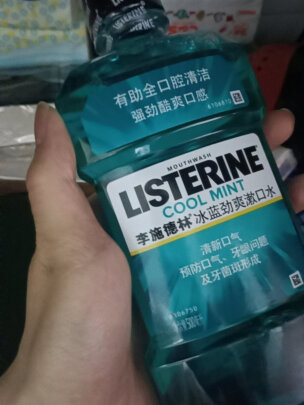 有助全口腔清洁
强劲酷爽口感
6106810
MOUTHWASH
LISTERINE
COOL MINT
李施德林 冰蓝劲爽漱口水
清新口气
预防口气、牙龈问题
及牙菌斑形成